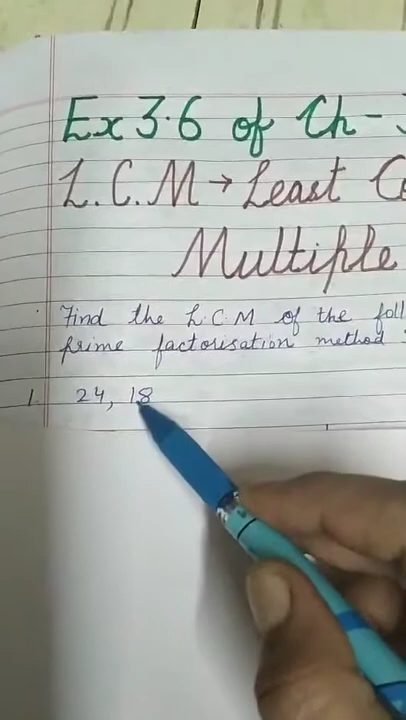 Ex 3.6 of Ch-
L.C.M → Least
Multiple
Find the L.C.M of the
prime factorisation method
1. 24, 18